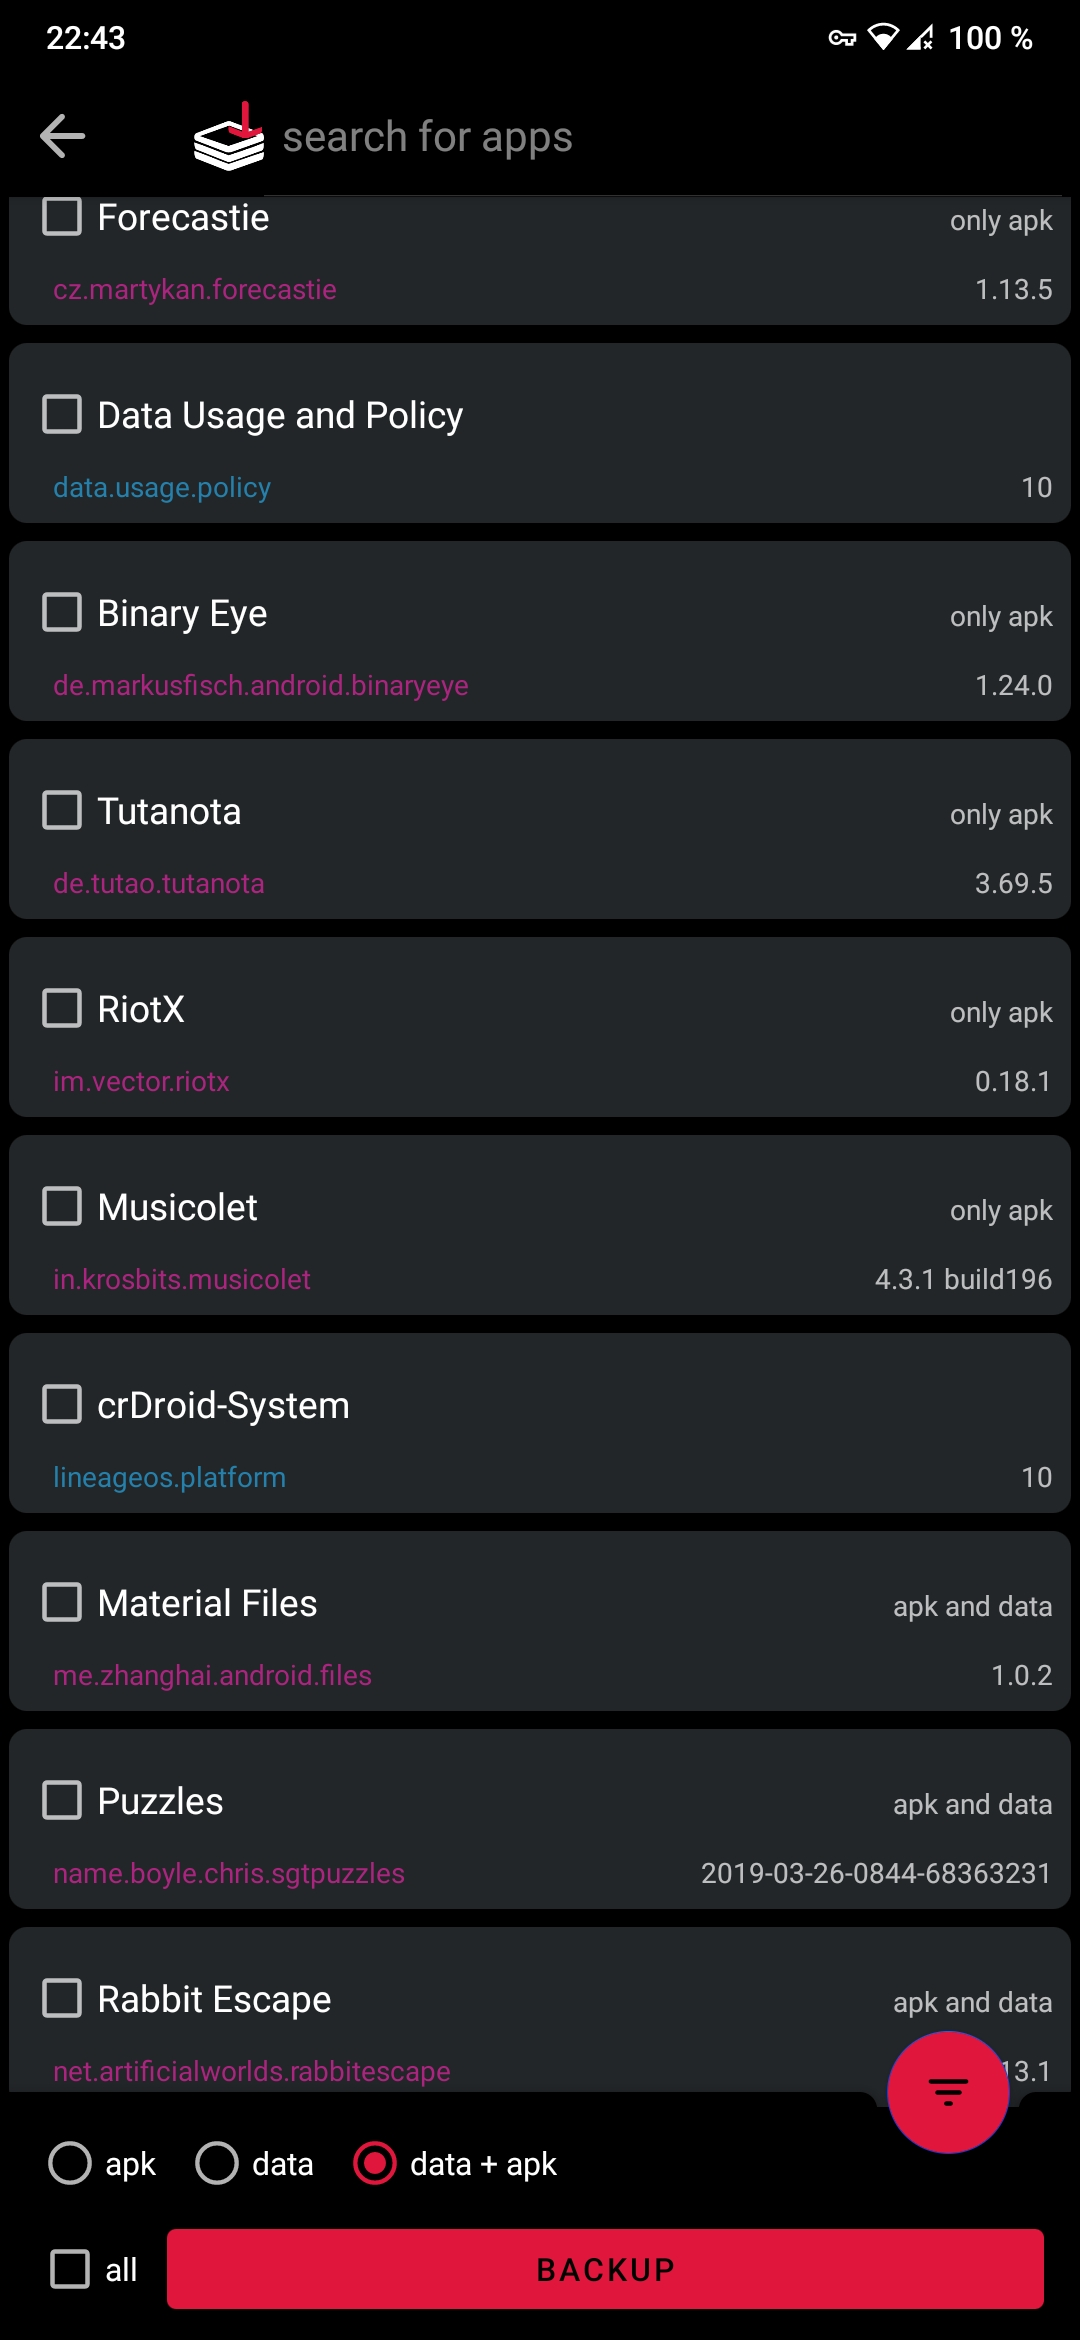 22:43 100 %
search for apps
Forecastie only apk
cz.martykan.forecastie 1.13.5
Data Usage and Policy
data.usage.policy 10
Binary Eye only apk
de.markusfisch.android.binaryeye 1.24.0
Tutanota only apk
de.tutao.tutanota 3.69.5
RiotX only apk
im.vector.riotx 0.18.1
Musicolet only apk
in.krosbits.musicolet 4.3.1 build196
crDroid-System
lineageos.platform 10
Material Files apk and data
me.zhanghai.android.files 1.0.2
Puzzles apk and data
name.boyle.chris.sgtpuzzles 2019-03-26-0844-68363231
Rabbit Escape apk and data
net.artificialworlds.rabbitescape
apk data data + apk
all BACKUP